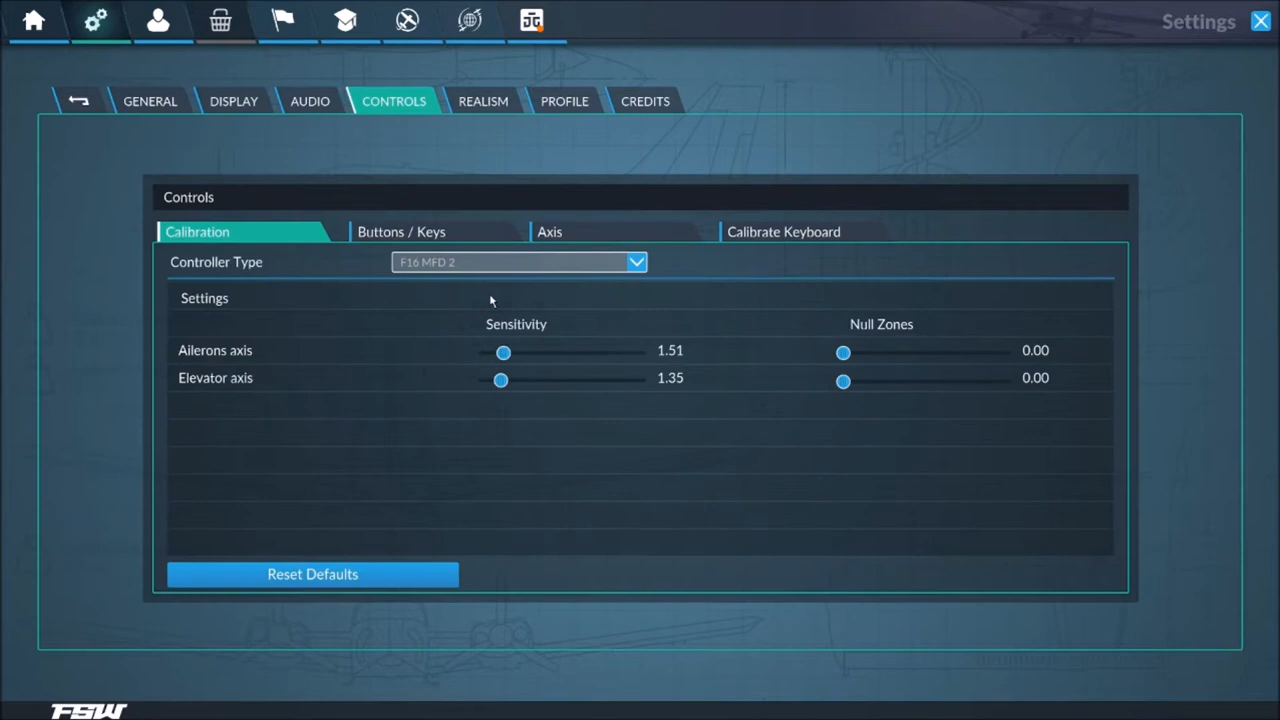 Settings
GENERAL
DISPLAY
AUDIO
CONTROLS
REALISM
PROFILE
CREDITS
Controls
Calibration
Buttons / Keys
Axis
Calibrate Keyboard
Controller Type
F16 MFD 2
Settings
Sensitivity
Null Zones
Ailerons axis
1.51
0.00
Elevator axis
1.35
0.00
Reset Defaults
FSW